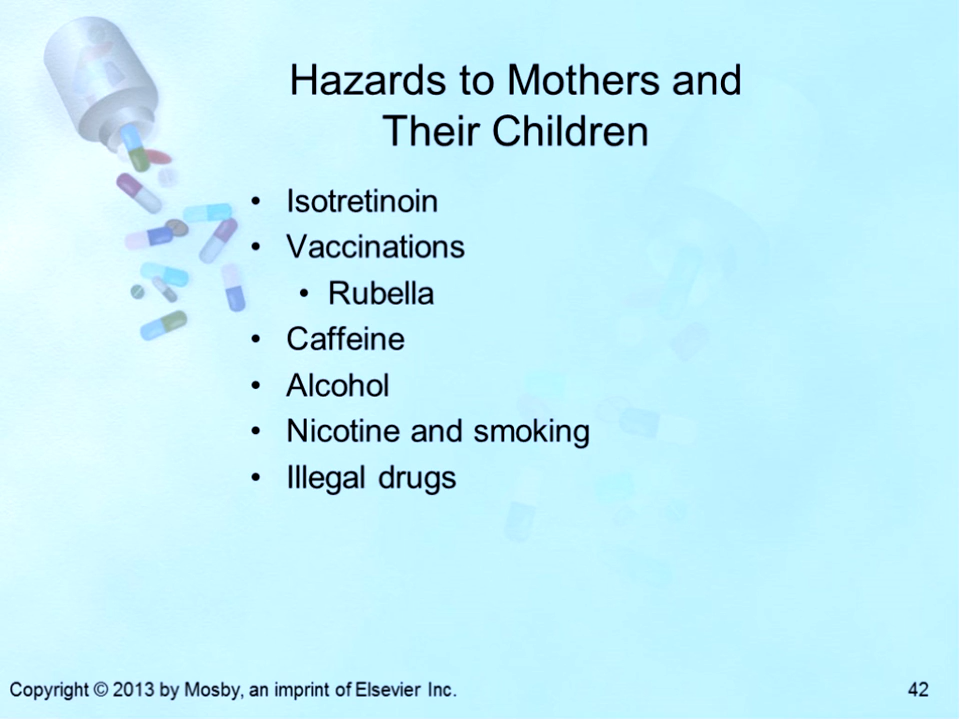 Hazards to Mothers and
Their Children
• Isotretinoin
• Vaccinations
• Rubella
• Caffeine
• Alcohol
• Nicotine and smoking
• Illegal drugs
Copyright © 2013 by Mosby, an imprint of Elsevier Inc.
42